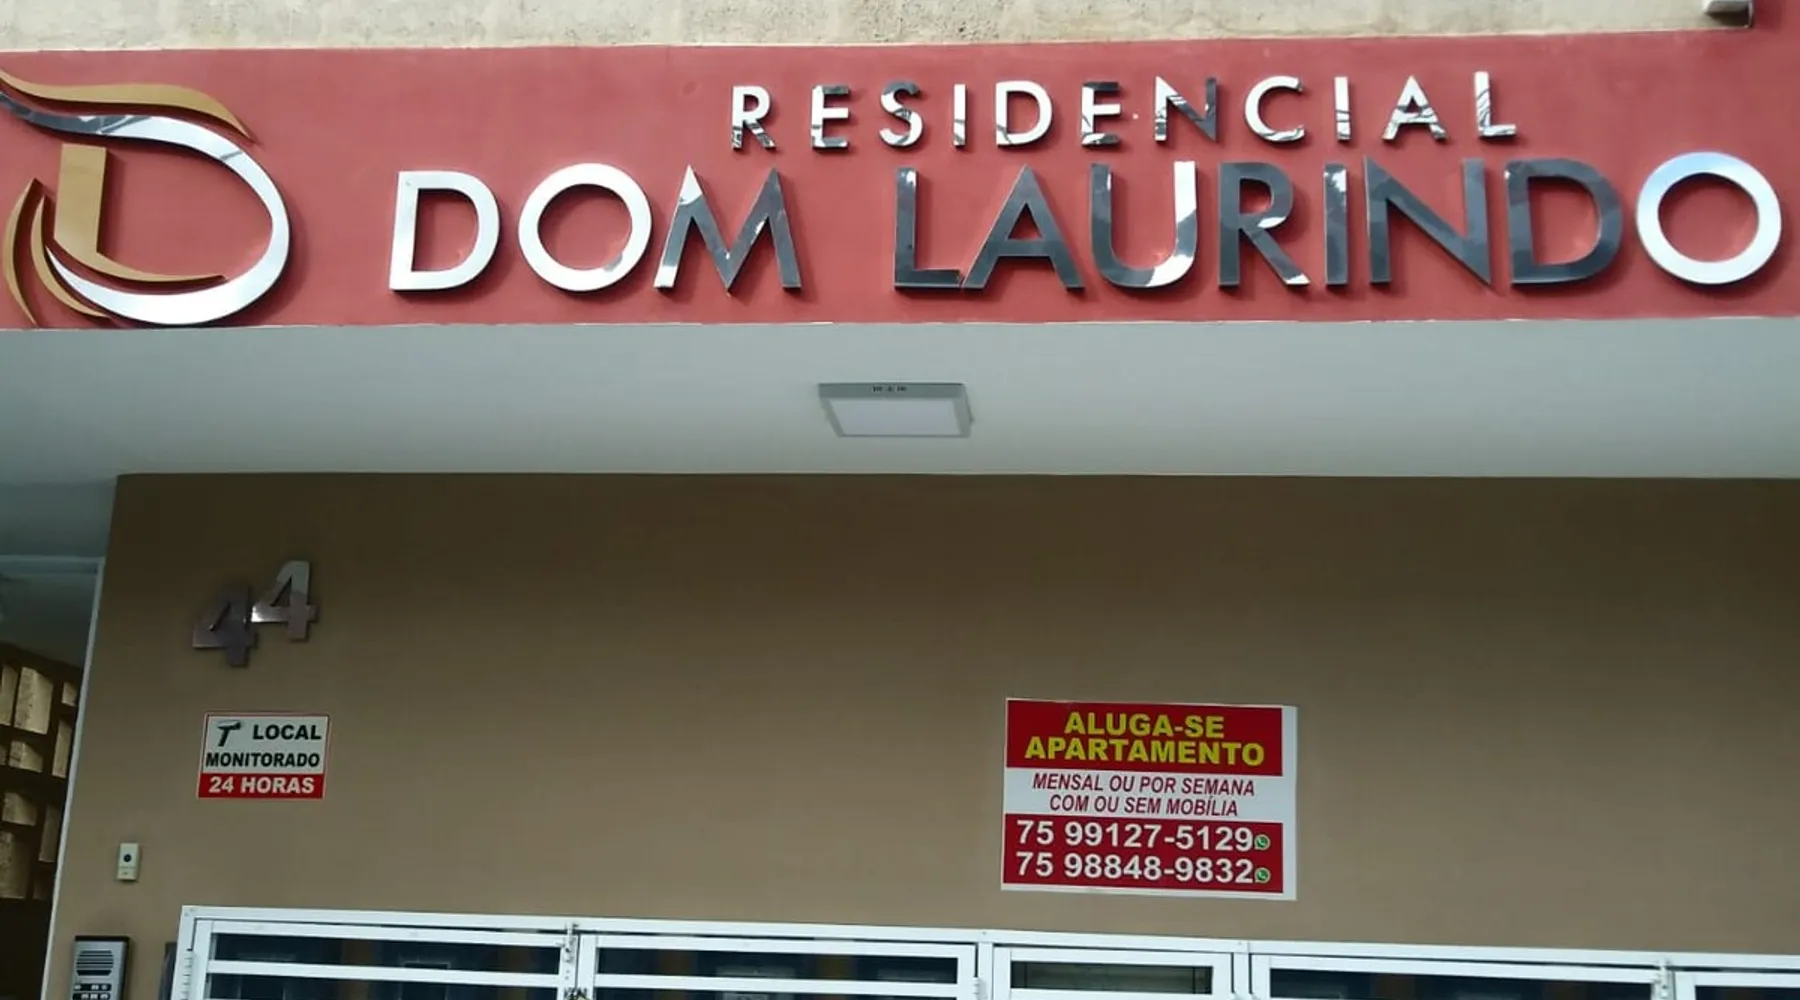 RESIDENCIAL
DOM LAURINDO
44
LOCAL
MONITORADO
24 HORAS
ALUGA-SE
APARTAMENTO
MENSAL OU POR SEMANA
COM OU SEM MOBÍLIA
75 99127-5129
75 98848-9832